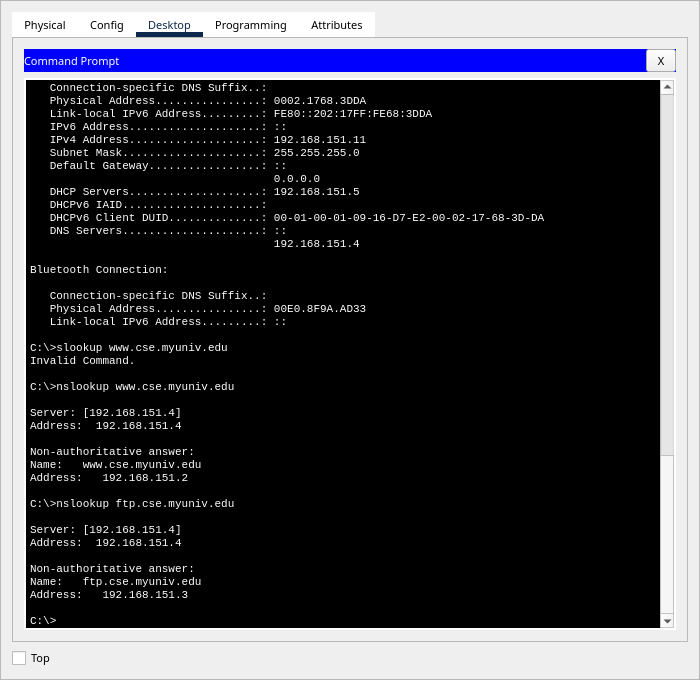 Physical Config Desktop Programming Attributes
Command Prompt X
Connection-specific DNS Suffix..:
Physical Address................: 0002.1768.3DDA
Link-local IPv6 Address.........: FE80::202:17FF:FE68:3DDA
IPv6 Address....................: ::
IPv4 Address....................: 192.168.151.11
Subnet Mask.....................: 255.255.255.0
Default Gateway.................: ::
0.0.0.0
DHCP Servers....................: 192.168.151.5
DHCPv6 IAID.....................:
DHCPv6 Client DUID..............: 00-01-00-01-09-16-D7-E2-00-02-17-68-3D-DA
DNS Servers.....................: ::
192.168.151.4
Bluetooth Connection:
Connection-specific DNS Suffix..:
Physical Address................: 00E0.8F9A.AD33
Link-local IPv6 Address.........: ::
C:\>slookup www.cse.myuniv.edu
Invalid Command.
C:\>nslookup www.cse.myuniv.edu
Server: [192.168.151.4]
Address:  192.168.151.4
Non-authoritative answer:
Name:   www.cse.myuniv.edu
Address:   192.168.151.2
C:\>nslookup ftp.cse.myuniv.edu
Server: [192.168.151.4]
Address:  192.168.151.4
Non-authoritative answer:
Name:   ftp.cse.myuniv.edu
Address:   192.168.151.3
C:\>
Top